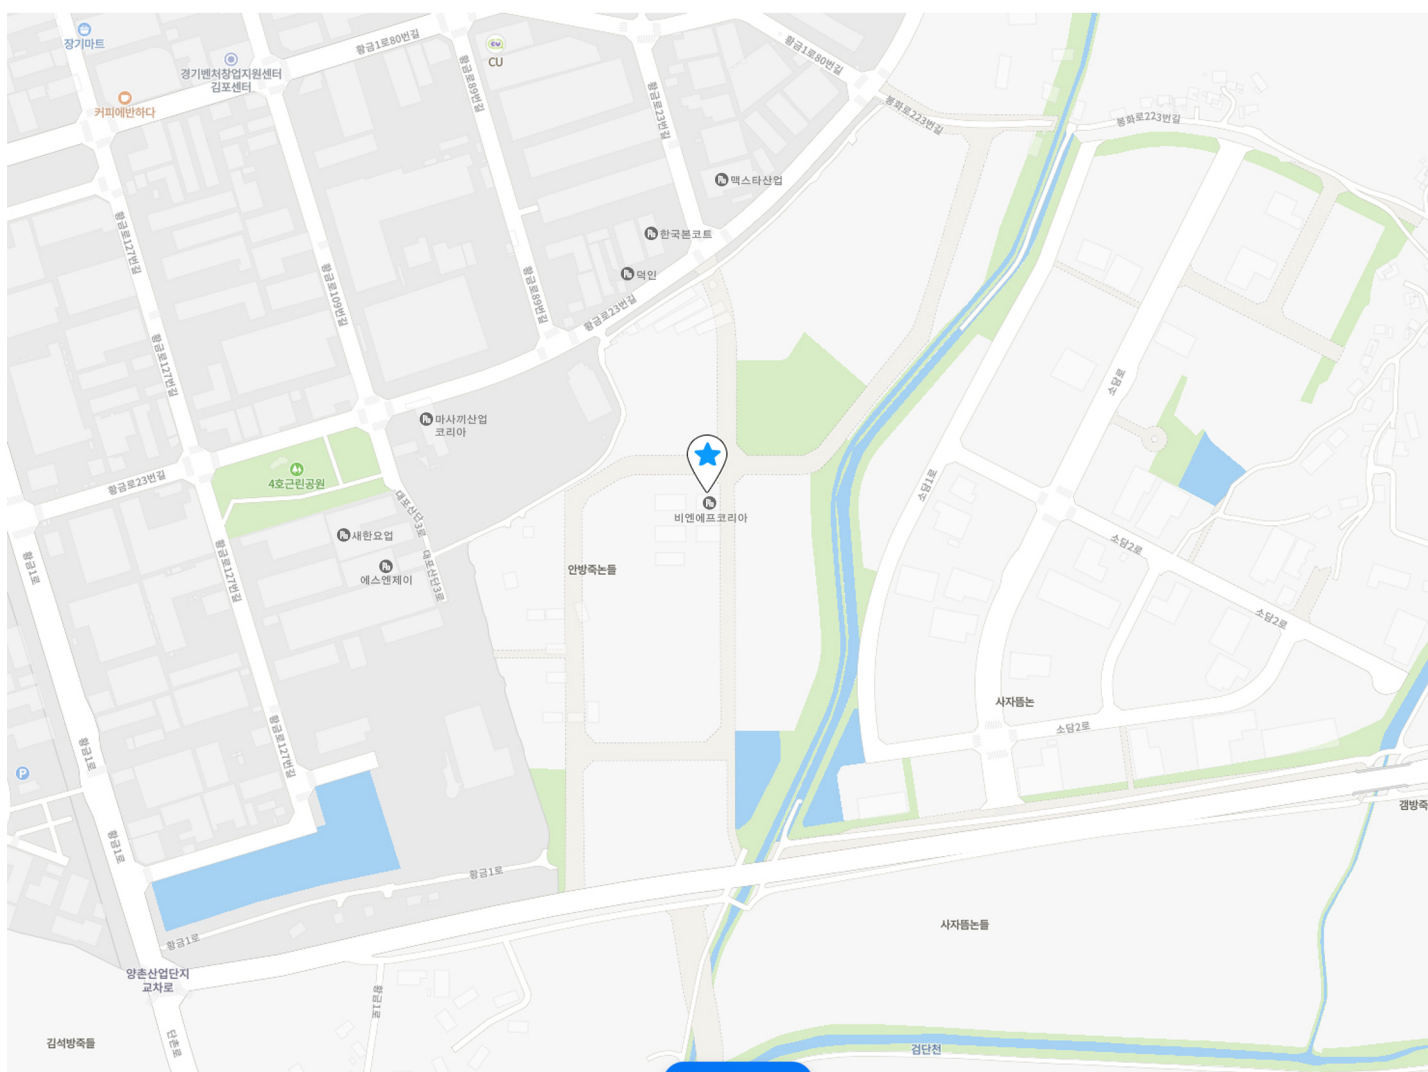 장기마트
황금1로80번길
CU
황금1로80번길
경기벤처창업지원센터
김포센터
커피에반하다
황금로89번길
황금로23번길
봉화로223번길
봉화로223번길
맥스타산업
한국본코트
덕인
황금로127번길
황금로109번길
황금로89번길
황금로23번길
황금로127번길
소담로
마사끼산업
코리아
4호근린공원
황금로23번길
소담1로
대포산단3로
비엔에프코리아
새한요업
소담2로
황금1로
황금로127번길
에스엔제이
대포산단3로
안방죽논들
소담2로
사자뜸논
소담2로
황금로127번길
황금1로
P
갬방죽
황금1로
황금1로
황금1로
사자뜸논들
양촌산업단지
교차로
황금1로
김석방죽들
단촌로
검단천